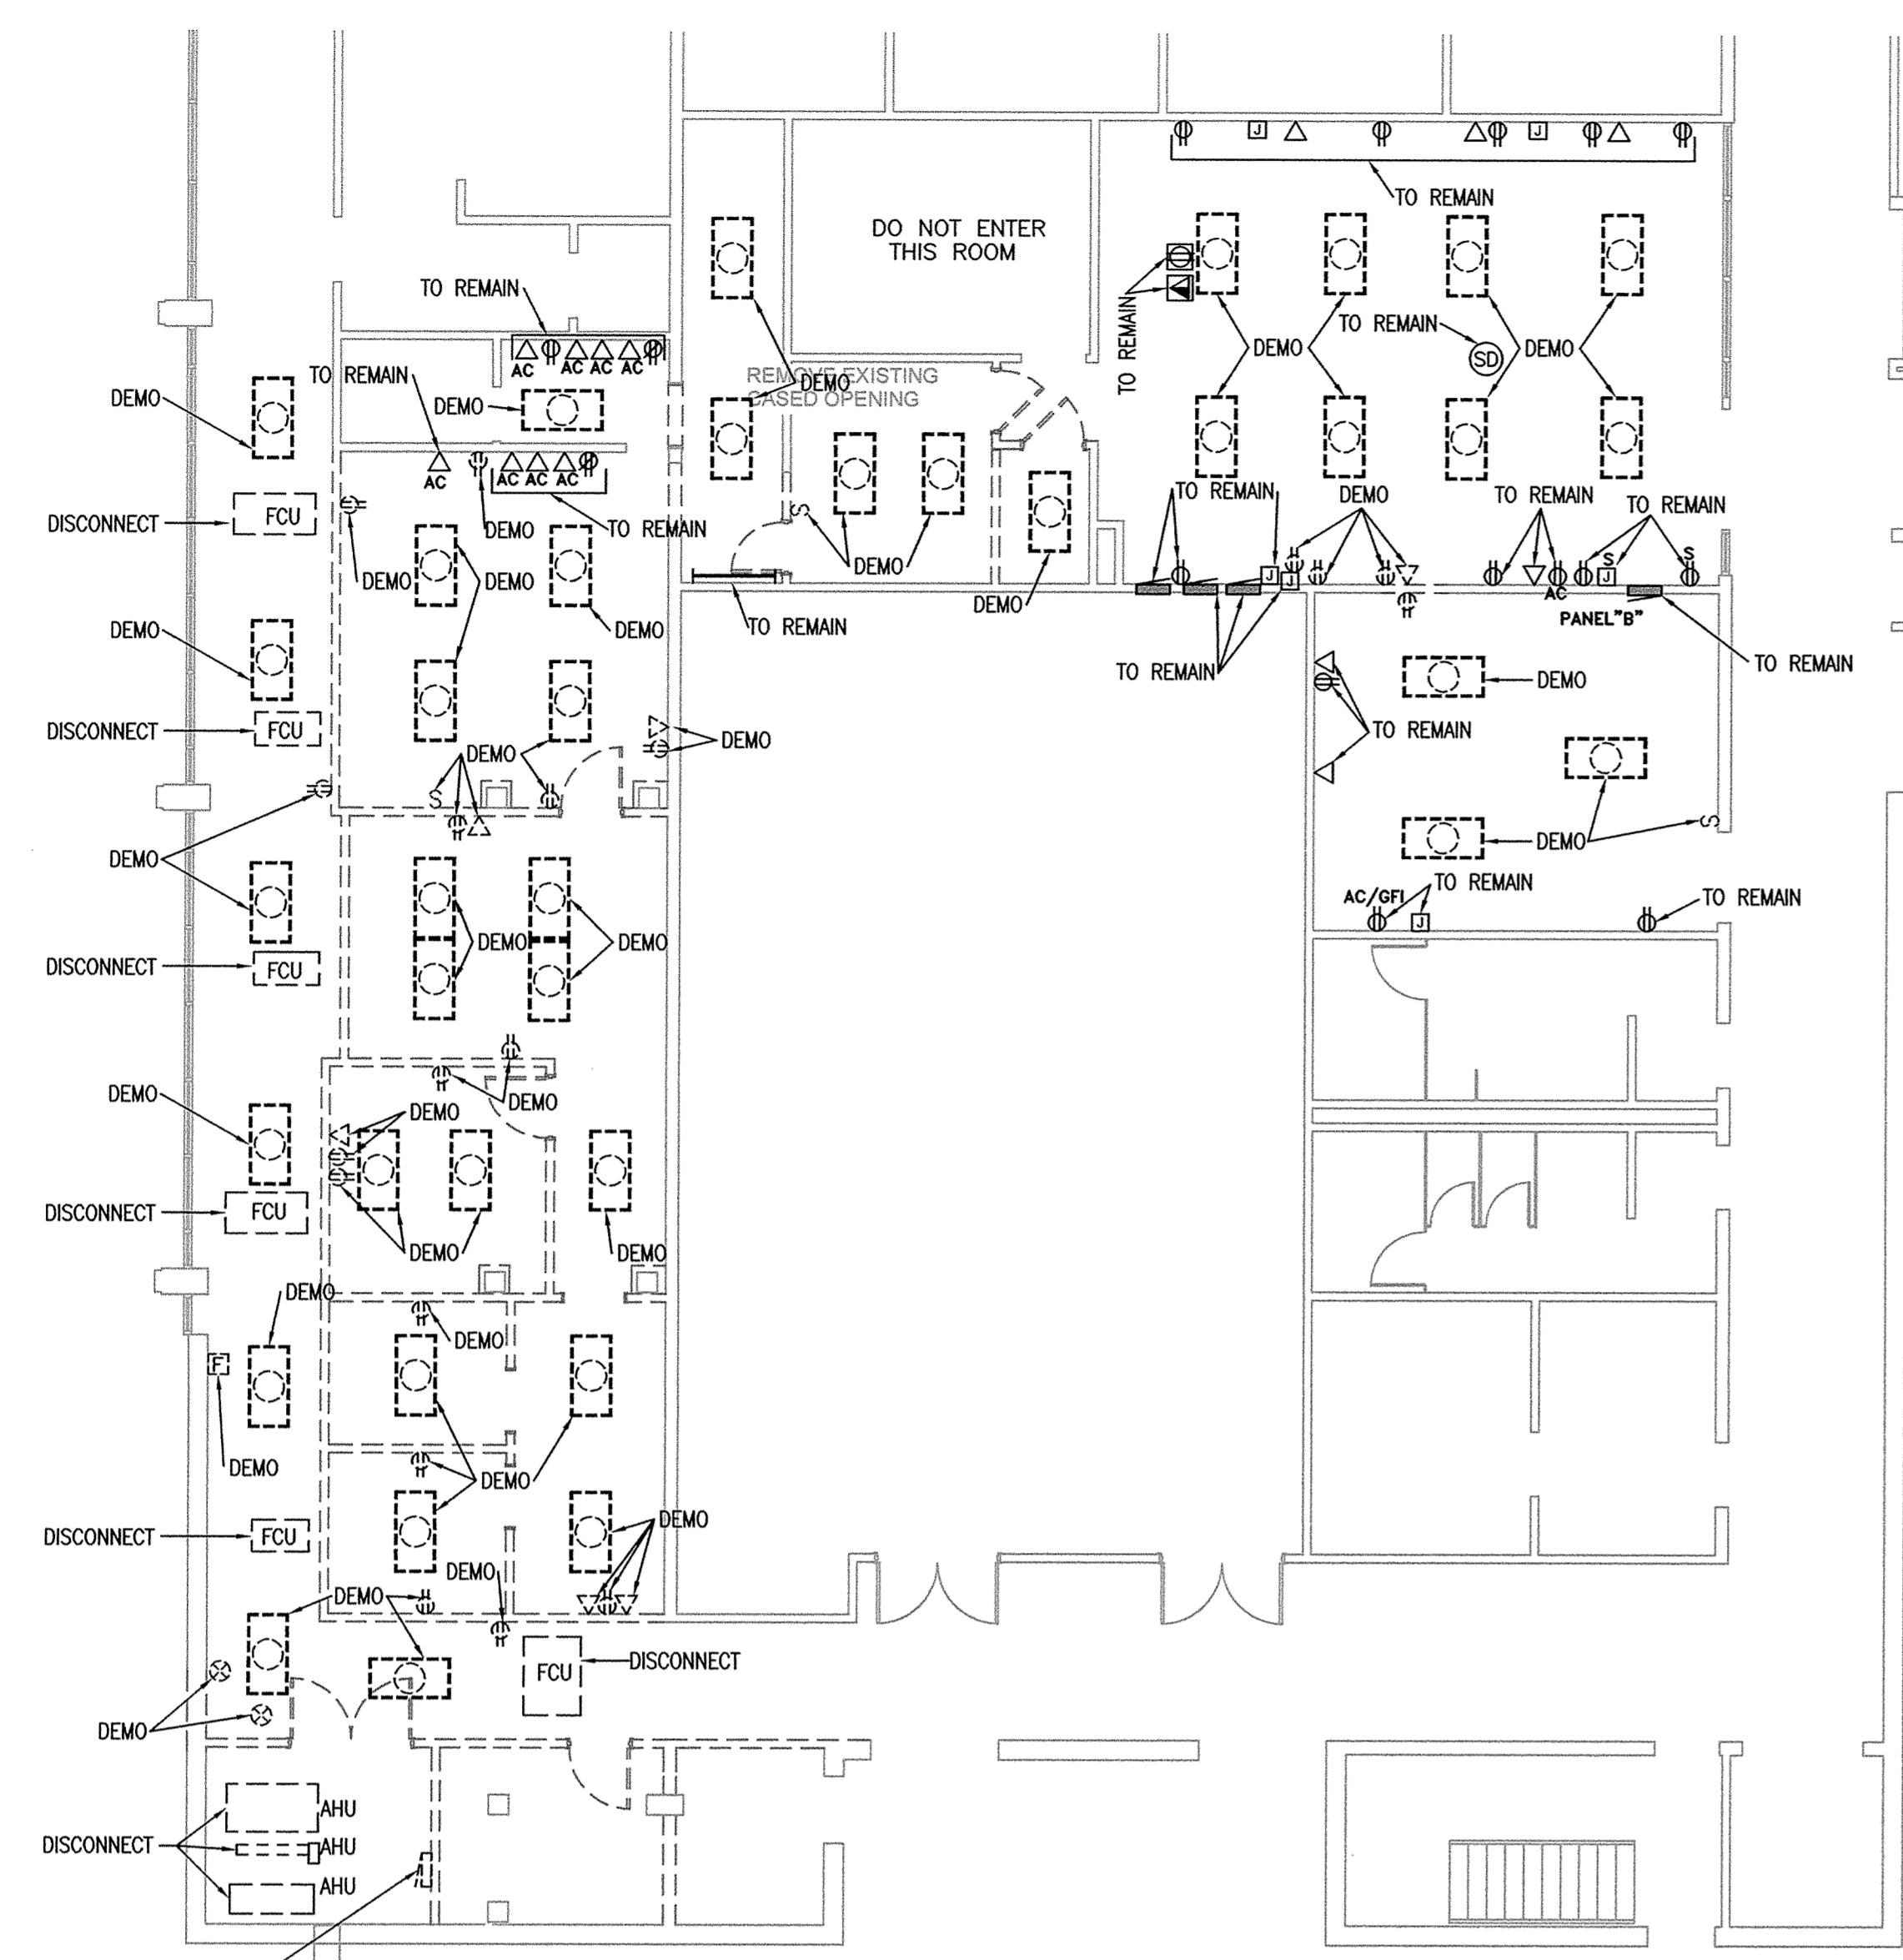 J
J
TO REMAIN
DO NOT ENTER
THIS ROOM
TO REMAIN
TO REMAIN
TO REMAIN
SD
DEMO
DEMO
AC
AC
AC
AC
TO REMAIN
DEMO
DEMO
REMOVE EXISTING
CASED OPENING
DEMO
AC
AC
AC
AC
DISCONNECT
FCU
DEMO
TO REMAIN
S
TO REMAIN
DEMO
TO REMAIN
TO REMAIN
DEMO
DEMO
DEMO
DEMO
J
J
S
J
S
AC
PANEL"B"
DEMO
DEMO
TO REMAIN
TO REMAIN
TO REMAIN
DISCONNECT
FCU
DEMO
DEMO
TO REMAIN
DEMO
S
DEMO
DEMO
S
AC/GFI
TO REMAIN
J
TO REMAIN
DEMO
DEMO
DISCONNECT
FCU
DEMO
DEMO
DEMO
DISCONNECT
FCU
DEMO
DEMO
DEMO
DEMO
F
DEMO
DEMO
DISCONNECT
FCU
DEMO
DEMO
DEMO
FCU
DISCONNECT
DEMO
AHU
DISCONNECT
AHU
AHU